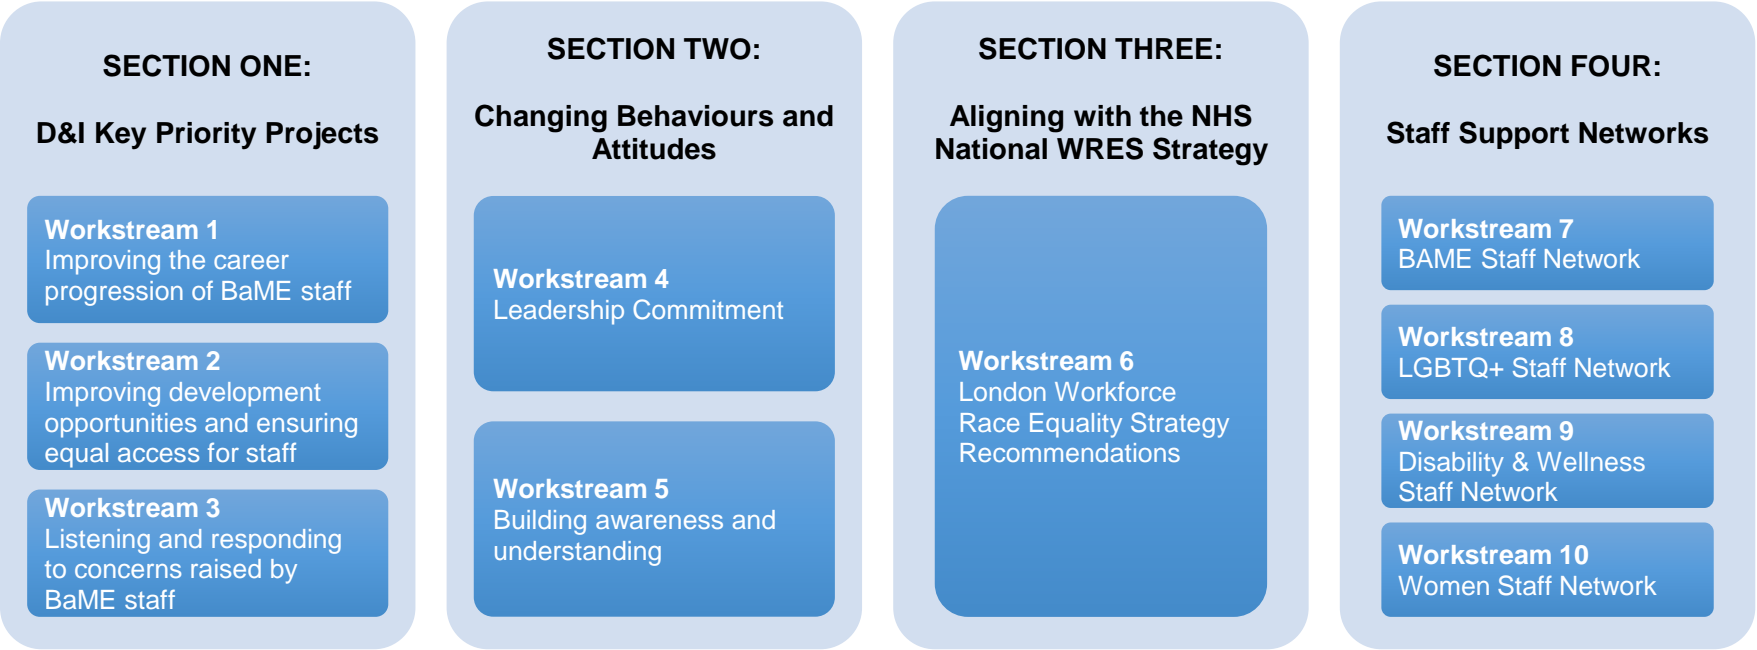 SECTION ONE:
D&I Key Priority Projects
Workstream 1
Improving the career
progression of BaME staff
Workstream 2
Improving development
opportunities and ensuring
equal access for staff
Workstream 3
Listening and responding
to concerns raised by
BaME staff
SECTION TWO:
Changing Behaviours and
Attitudes
Workstream 4
Leadership Commitment
Workstream 5
Building awareness and
understanding
SECTION THREE:
Aligning with the NHS
National WRES Strategy
Workstream 6
London Workforce
Race Equality Strategy
Recommendations
SECTION FOUR:
Staff Support Networks
Workstream 7
BAME Staff Network
Workstream 8
LGBTQ+ Staff Network
Workstream 9
Disability & Wellness
Staff Network
Workstream 10
Women Staff Network